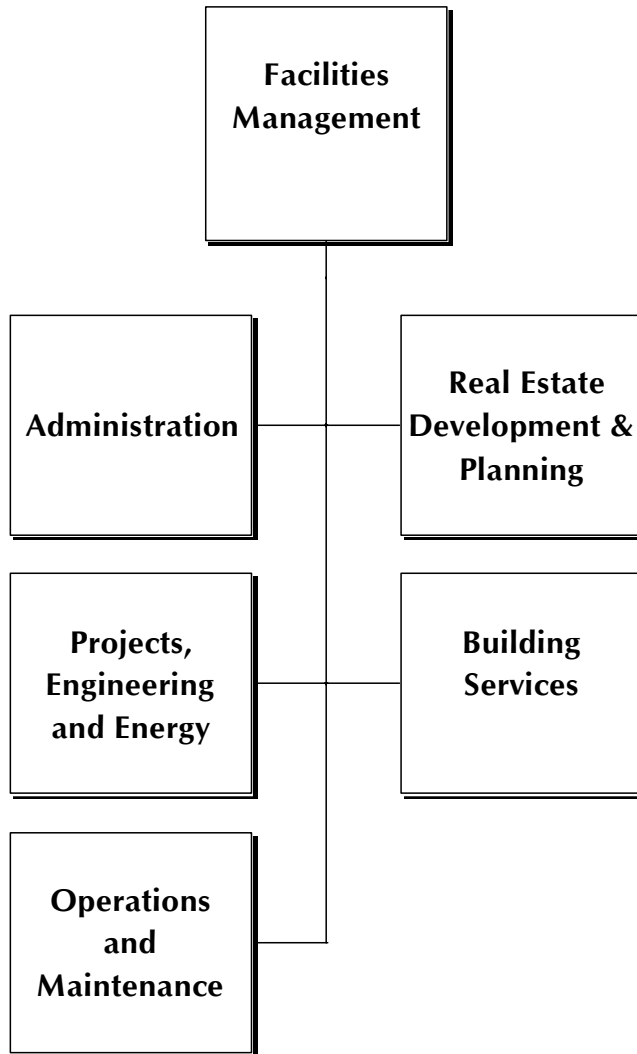 Facilities
Management
Administration
Real Estate
Development &
Planning
Projects,
Engineering
and Energy
Building
Services
Operations
and
Maintenance